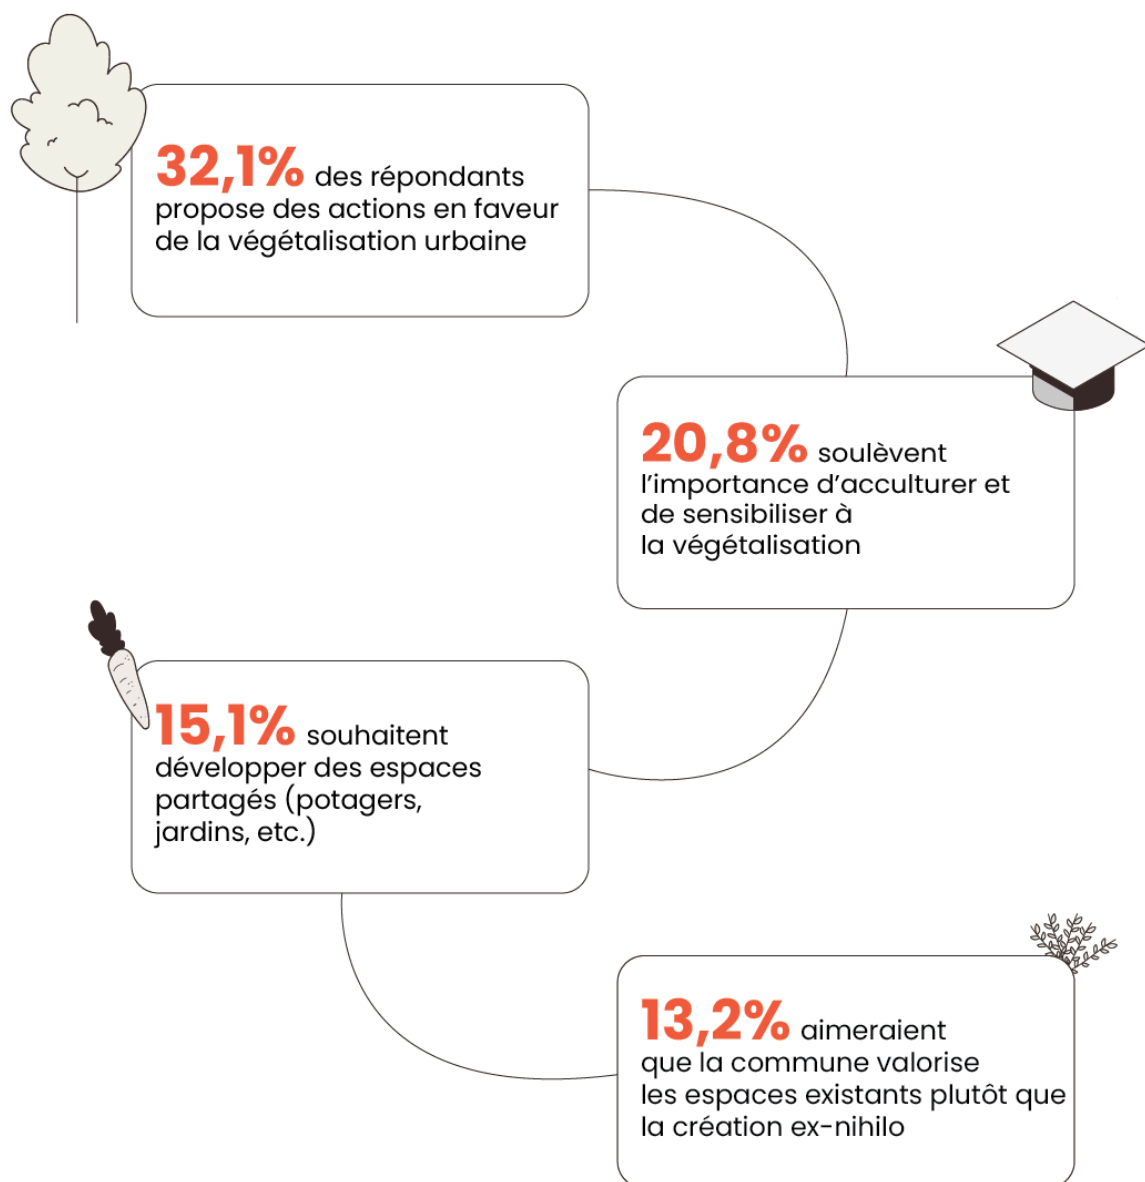 32,1% des répondants
propose des actions en faveur
de la végétalisation urbaine
20,8% soulèvent
l'importance d'acculturer et
de sensibiliser à
la végétalisation
15,1% souhaitent
développer des espaces
partagés (potagers,
jardins, etc.)
13,2% aimeraient
que la commune valorise
les espaces existants plutôt que
la création ex-nihilo